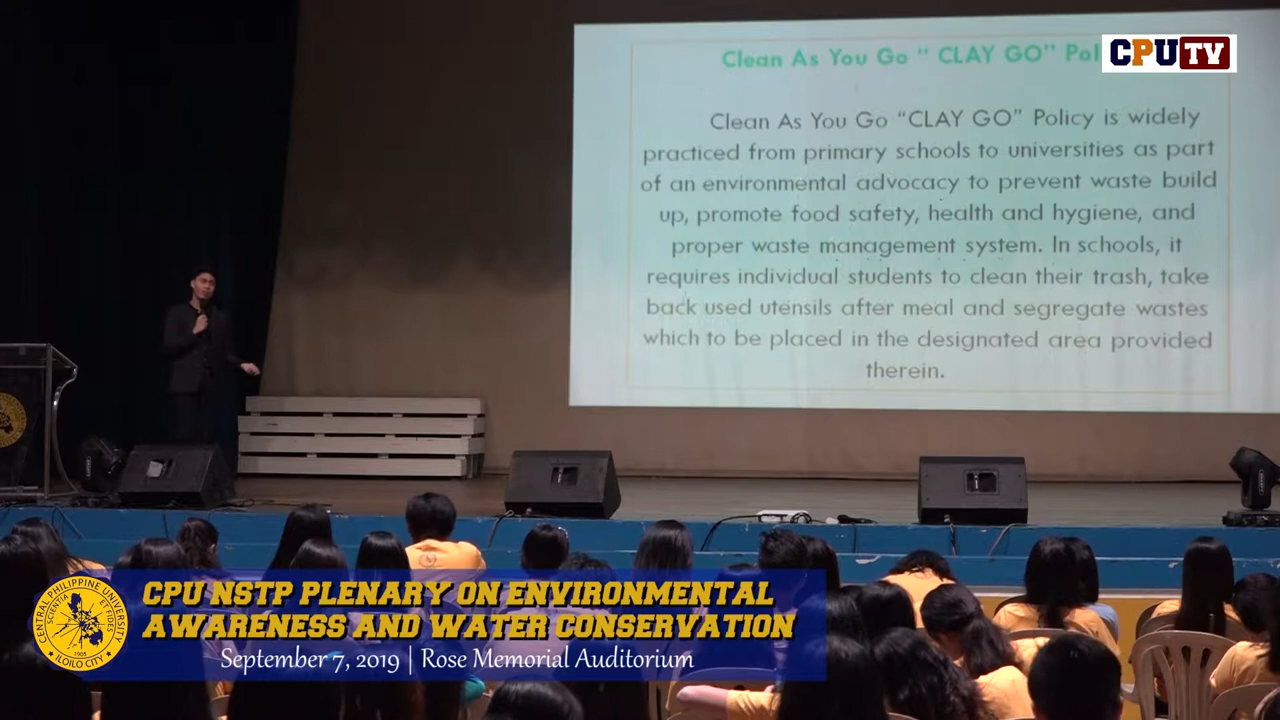 Clean As You Go " CLAY GO" Pol
CPUTV
Clean As You Go "CLAY GO" Policy is widely
practiced from primary schools to universities as part
of an environmental advocacy to prevent waste build
up, promote food safety, health and hygiene, and
proper waste management system. In schools, it
requires individual students to clean their trash, take
back used utensils after meal and segregate wastes
which to be placed in the designated area provided
therein.
CENTRAL PHILIPPINE UNIVERSITY
SCIENTIA ET FIDES
1905
ILOILO CITY
CPU NSTP PLENARY ON ENVIRONMENTAL
AWARENESS AND WATER CONSERVATION
September 7, 2019 | Rose Memorial Auditorium